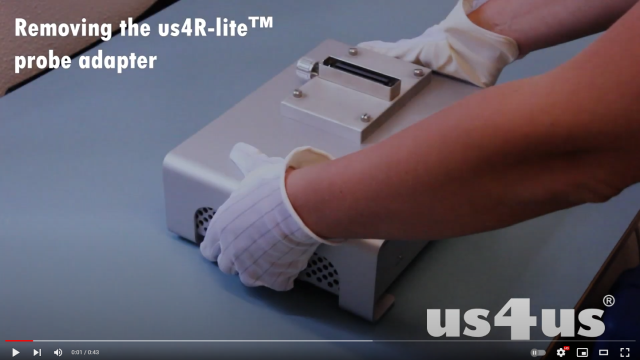 Removing the us4R-lite™
probe adapter
us4us®
0:01 / 0:43